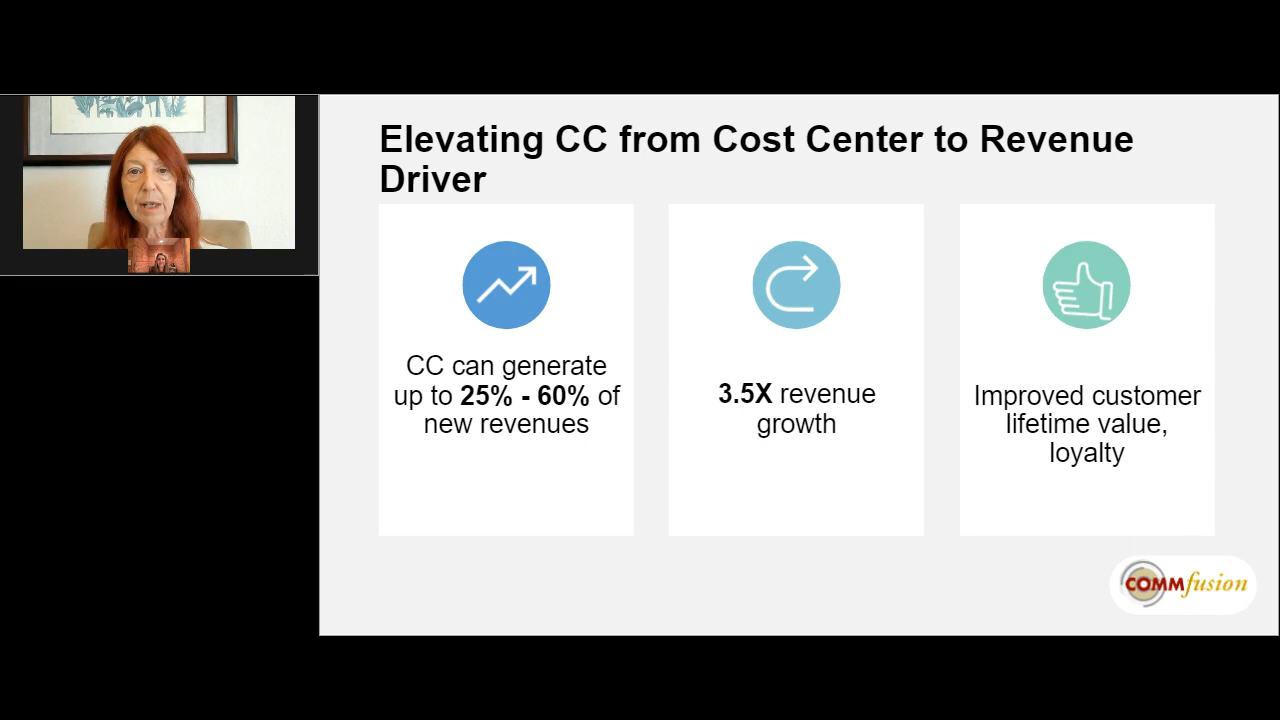 Elevating CC from Cost Center to Revenue
Driver
CC can generate
up to 25% - 60% of
new revenues
3.5X revenue
growth
Improved customer
lifetime value,
loyalty
COMMfusion